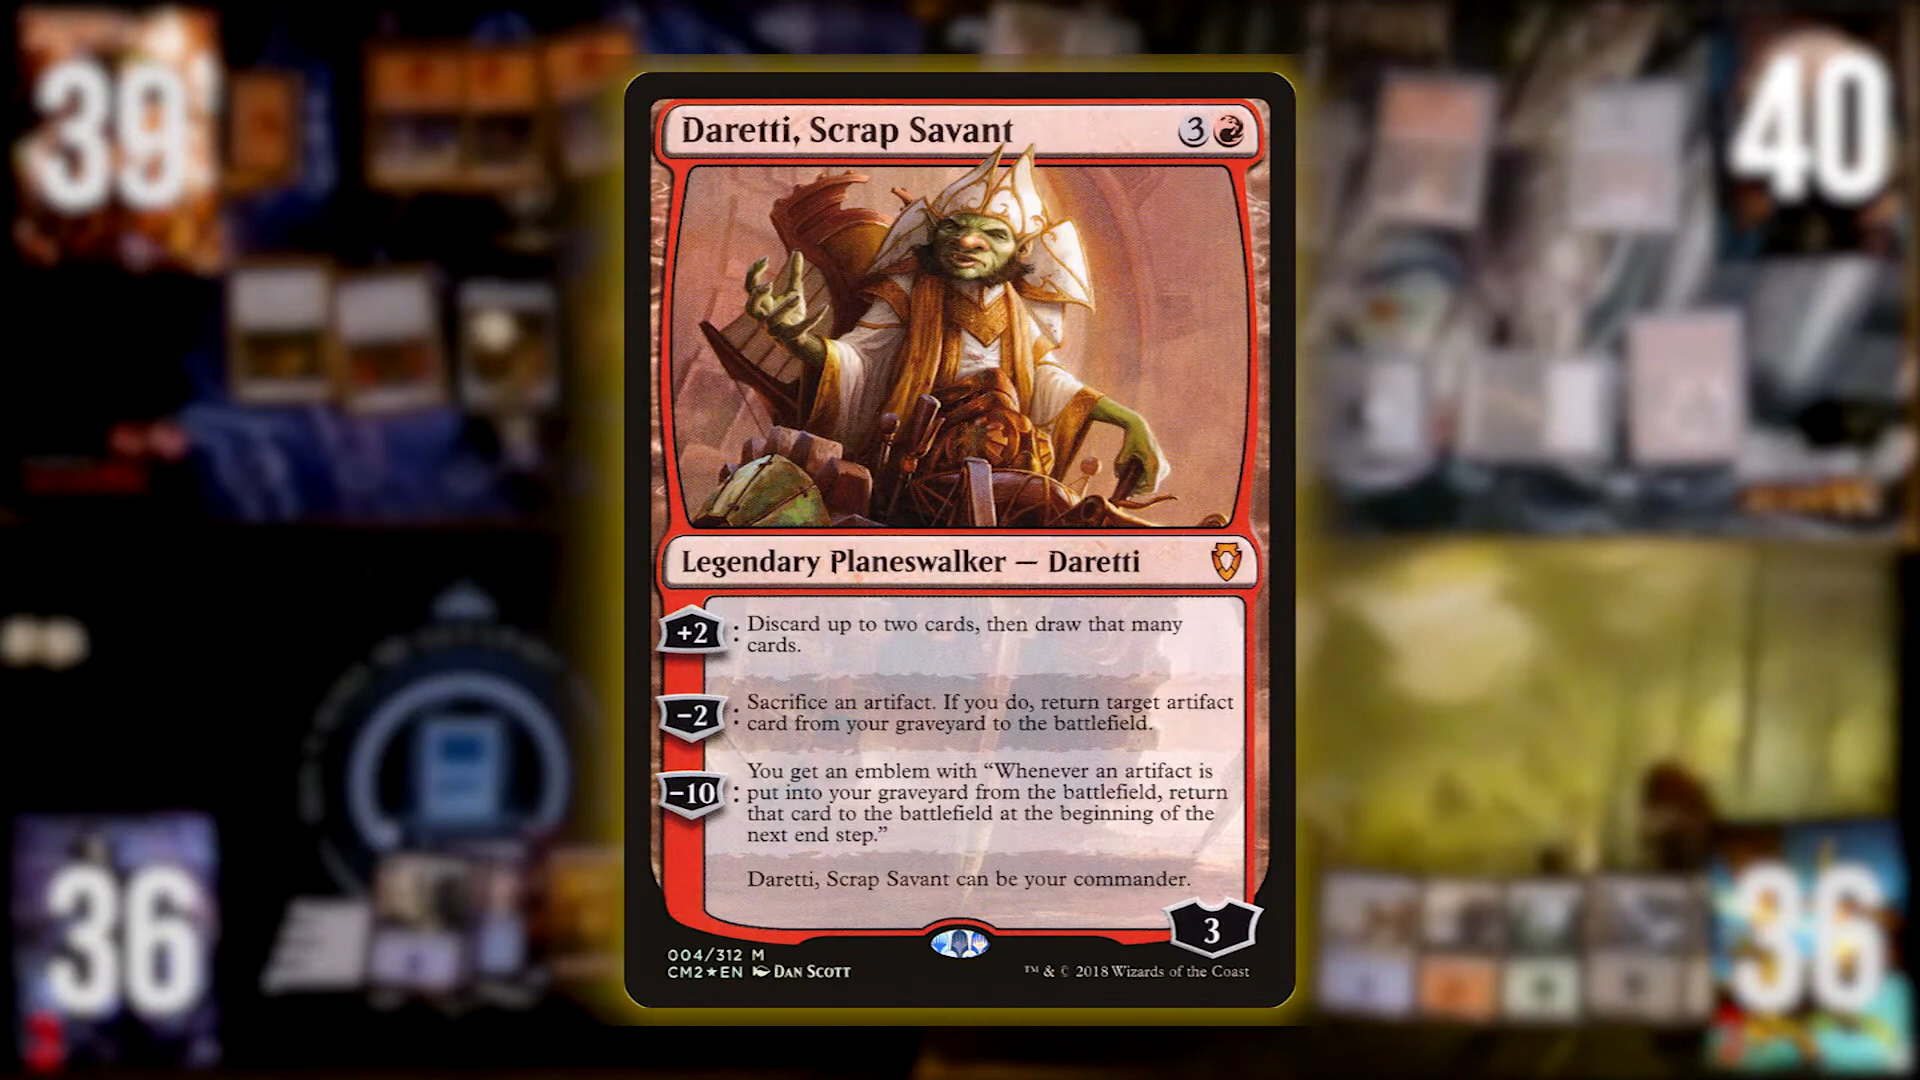 39
40
Daretti, Scrap Savant
3
Legendary Planeswalker — Daretti
+2 : Discard up to two cards, then draw that many
cards.
−2 : Sacrifice an artifact. If you do, return target artifact
card from your graveyard to the battlefield.
−10 : You get an emblem with “Whenever an artifact is
put into your graveyard from the battlefield, return
that card to the battlefield at the beginning of the
next end step.”
Daretti, Scrap Savant can be your commander.
3
004/312 M
CM2★EN Dan Scott
™ & © 2018 Wizards of the Coast
36
36